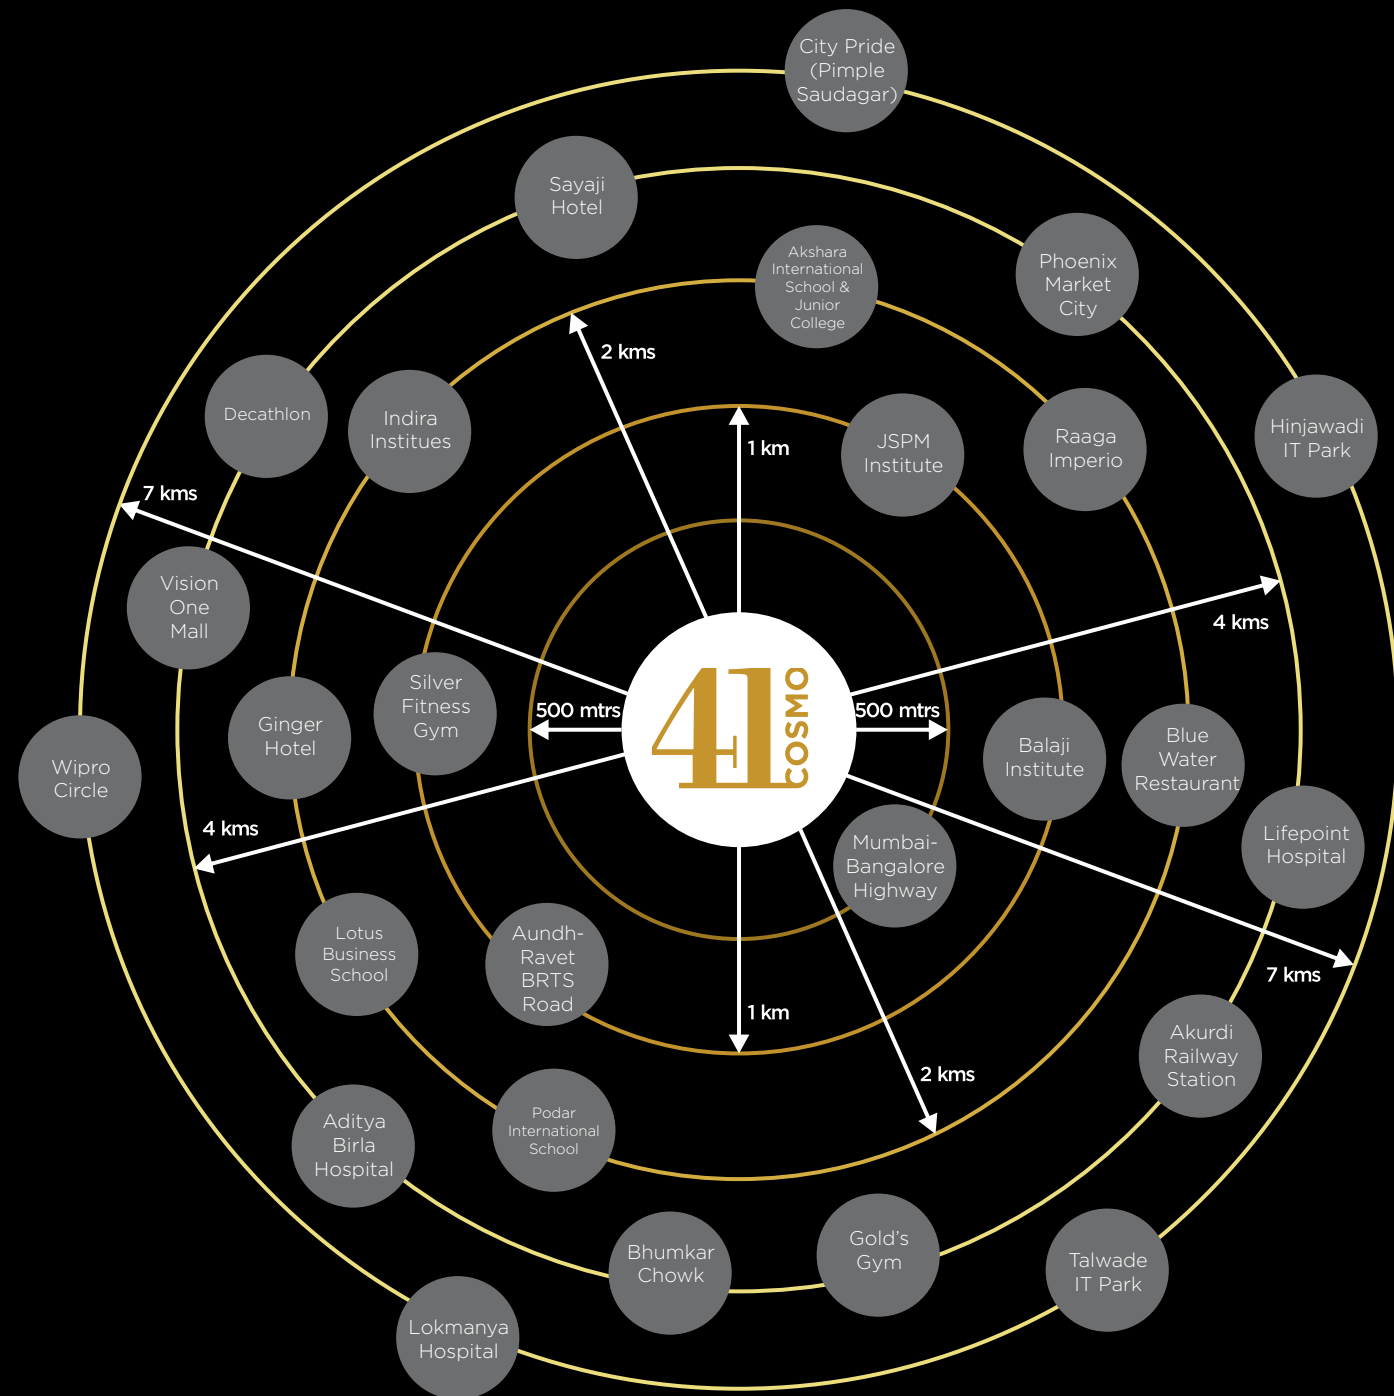 City Pride
(Pimple
Saudagar)
Sayaji
Hotel
Akshara
International
School &
Junior
College
Phoenix
Market
City
2 kms
Decathlon
Indira
Institues
1 km
JSPM
Institute
Raaga
Imperio
Hinjawadi
IT Park
7 kms
Vision
One
Mall
4 kms
Silver
Fitness
Gym
Ginger
Hotel
500 mtrs
41
COSMO
500 mtrs
Balaji
Institute
Blue
Water
Restaurant
Wipro
Circle
4 kms
Mumbai-
Bangalore
Highway
Lifepoint
Hospital
Lotus
Business
School
Aundh-
Ravet
BRTS
Road
7 kms
1 km
2 kms
Akurdi
Railway
Station
Aditya
Birla
Hospital
Podar
International
School
Bhumkar
Chowk
Gold's
Gym
Talwade
IT Park
Lokmanya
Hospital